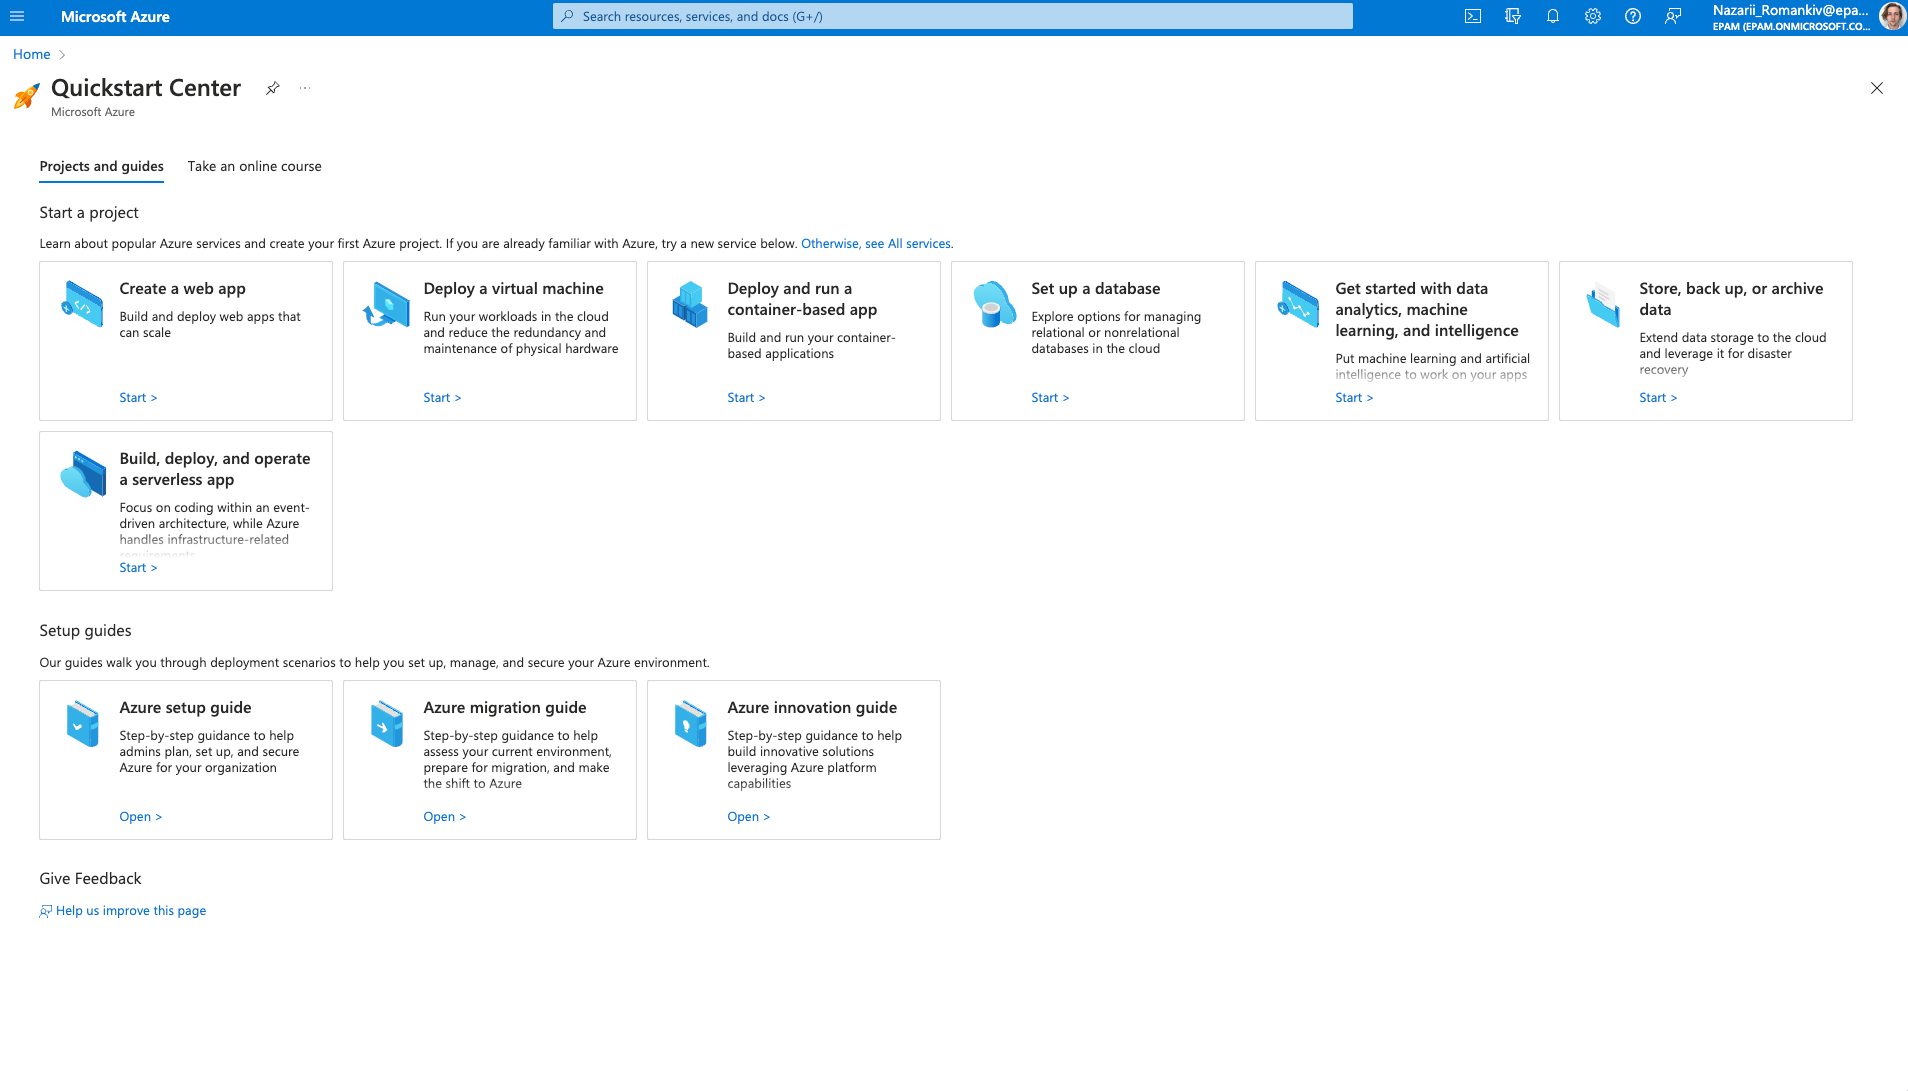 Microsoft Azure
Search resources, services, and docs (G+/)
Nazarii_Romankiv@epa...
EPAM (EPAM.ONMICROSOFT.CO...
Home >
Quickstart Center
Microsoft Azure
Projects and guides
Take an online course
Start a project
Learn about popular Azure services and create your first Azure project. If you are already familiar with Azure, try a new service below. Otherwise, see All services.
Create a web app
Build and deploy web apps that
can scale
Start >
Deploy a virtual machine
Run your workloads in the cloud
and reduce the redundancy and
maintenance of physical hardware
Start >
Deploy and run a
container-based app
Build and run your container-
based applications
Start >
Set up a database
Explore options for managing
relational or nonrelational
databases in the cloud
Start >
Get started with data
analytics, machine
learning, and intelligence
Put machine learning and artificial
intelligence to work on your apps
Start >
Store, back up, or archive
data
Extend data storage to the cloud
and leverage it for disaster
recovery
Start >
Build, deploy, and operate
a serverless app
Focus on coding within an event-
driven architecture, while Azure
handles infrastructure-related
requirements
Start >
Setup guides
Our guides walk you through deployment scenarios to help you set up, manage, and secure your Azure environment.
Azure setup guide
Step-by-step guidance to help
admins plan, set up, and secure
Azure for your organization
Open >
Azure migration guide
Step-by-step guidance to help
assess your current environment,
prepare for migration, and make
the shift to Azure
Open >
Azure innovation guide
Step-by-step guidance to help
build innovative solutions
leveraging Azure platform
capabilities
Open >
Give Feedback
Help us improve this page